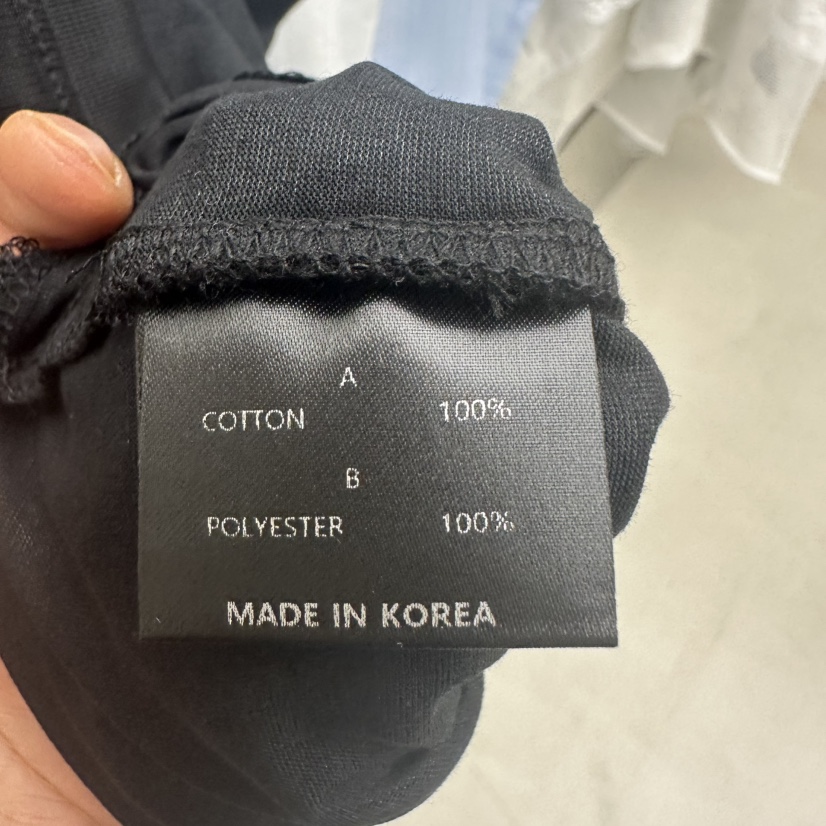 A
COTTON 100%
B
POLYESTER 100%
MADE IN KOREA